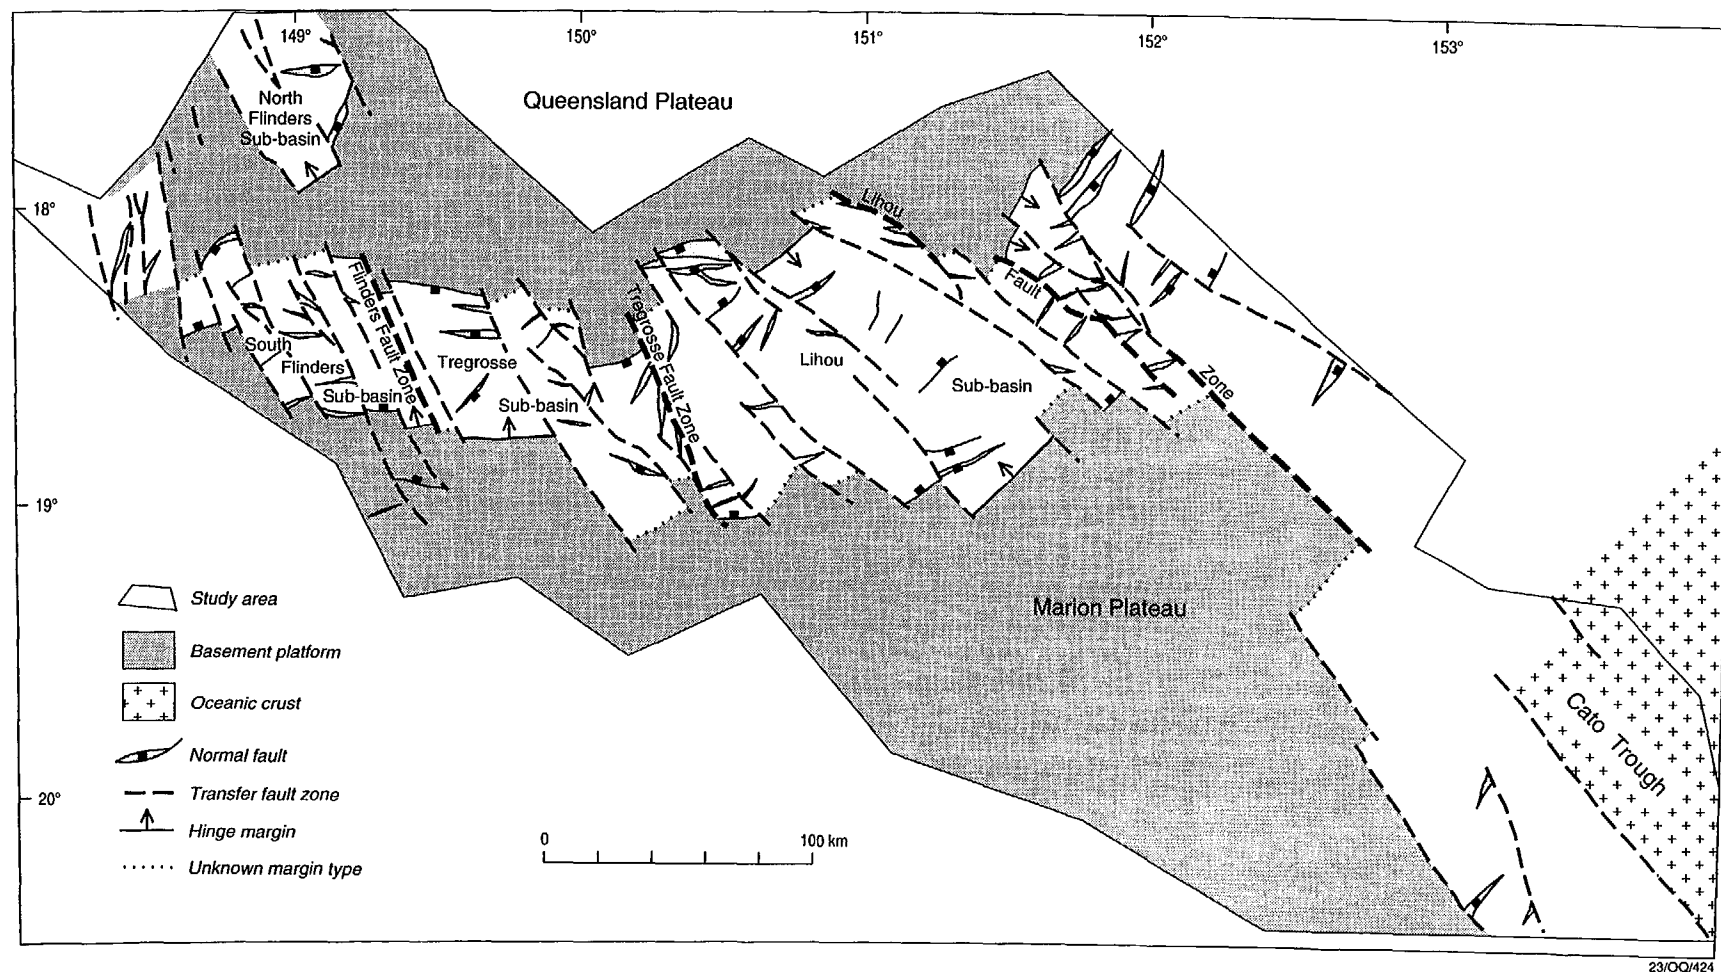 149°
150°
151°
152°
153°
North
Flinders
Sub-basin
Queensland Plateau
18°
Lihou
Fault
Zone
Flinders Fault Zone
Tregrosse Fault Zone
South
Flinders
Sub-basin
Tregrosse
Sub-basin
Lihou
Sub-basin
19°
Marion Plateau
Cato Trough
20°
Study area
Basement platform
Oceanic crust
Normal fault
Transfer fault zone
Hinge margin
Unknown margin type
0 100 km
23/OQ/424